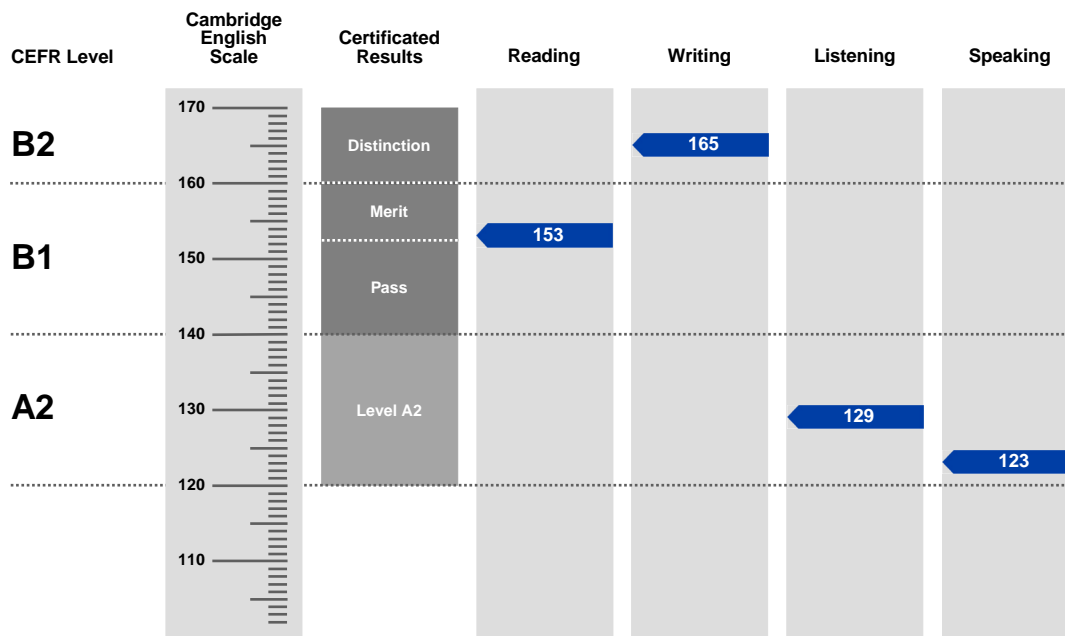 CEFR Level
Cambridge
English
Scale
Certificated
Results
Reading
Writing
Listening
Speaking
170
B2
Distinction
165
160
Merit
153
B1
150
Pass
140
A2
130
Level A2
129
123
120
110